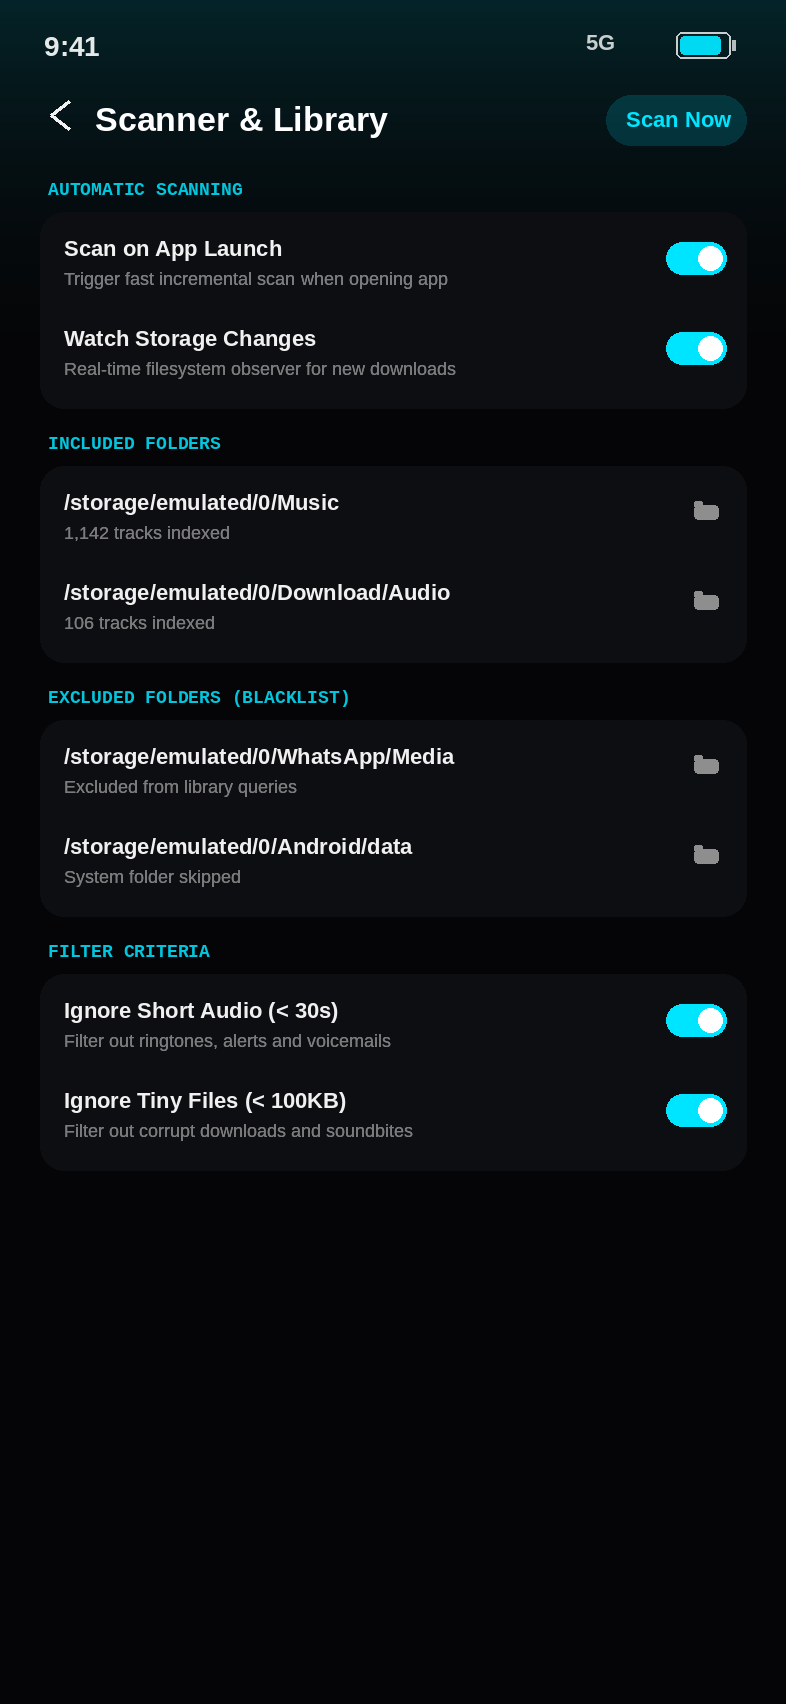 9:41
5G
Scanner & Library
Scan Now
AUTOMATIC SCANNING
Scan on App Launch
Trigger fast incremental scan when opening app
Watch Storage Changes
Real-time filesystem observer for new downloads
INCLUDED FOLDERS
/storage/emulated/0/Music
1,142 tracks indexed
/storage/emulated/0/Download/Audio
106 tracks indexed
EXCLUDED FOLDERS (BLACKLIST)
/storage/emulated/0/WhatsApp/Media
Excluded from library queries
/storage/emulated/0/Android/data
System folder skipped
FILTER CRITERIA
Ignore Short Audio (< 30s)
Filter out ringtones, alerts and voicemails
Ignore Tiny Files (< 100KB)
Filter out corrupt downloads and soundbites